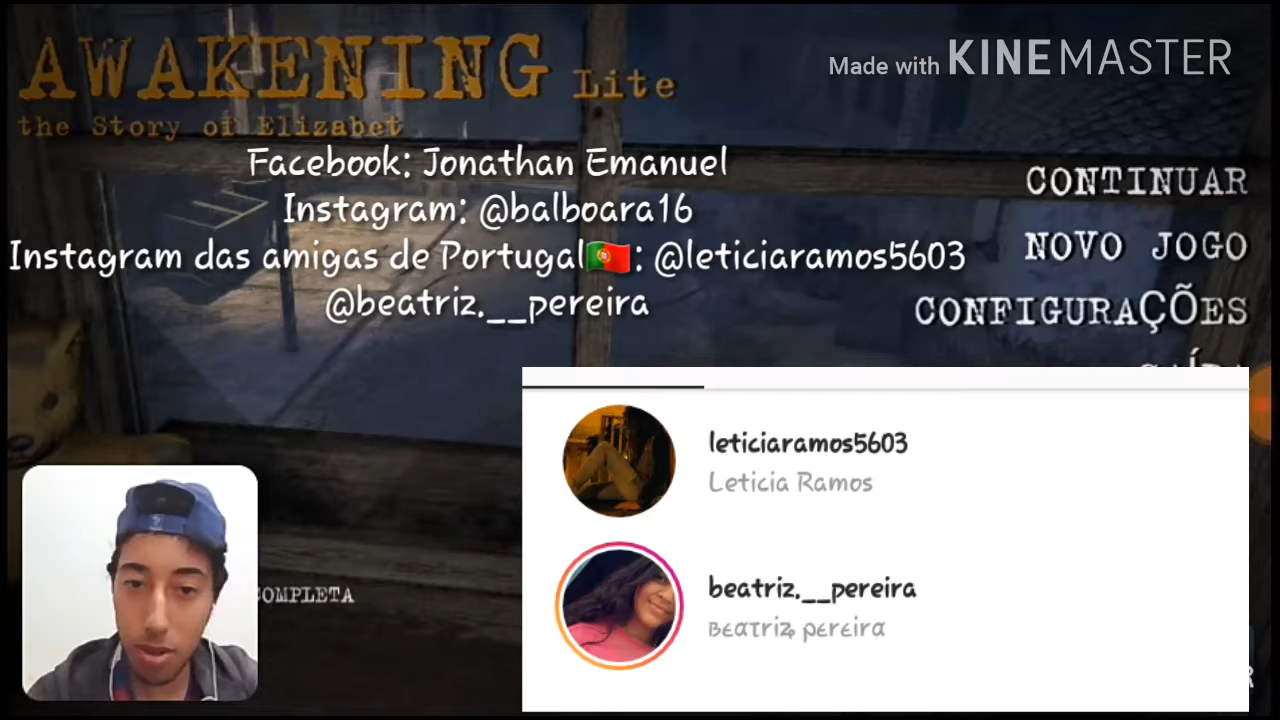 AWAKENING Lite
the Story of Elizabet
Made with KINEMASTER
Facebook: Jonathan Emanuel
Instagram: @balboara16
Instagram das amigas de Portugal🇵🇹: @leticiaramos5603
@beatriz.__pereira
CONTINUAR
NOVO JOGO
CONFIGURAÇÕES
leticiaramos5603
Leticia Ramos
beatriz.__pereira
Beatriz pereira
COMPLETA